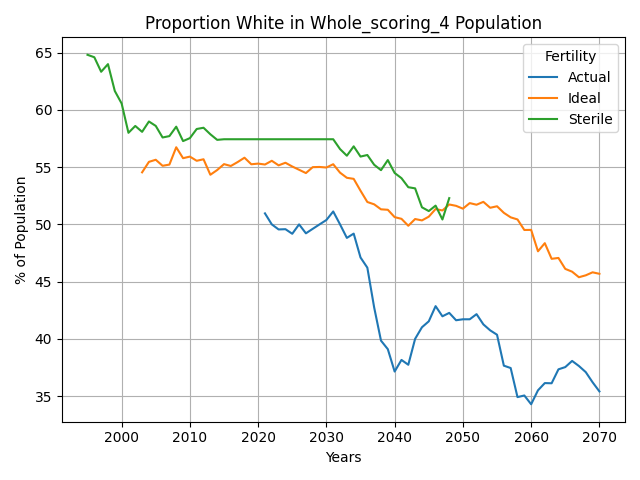 Proportion White in Whole_scoring_4 Population
Fertility
Actual
Ideal
Sterile
% of Population
65
60
55
50
45
40
35
2000 2010 2020 2030 2040 2050 2060 2070
Years